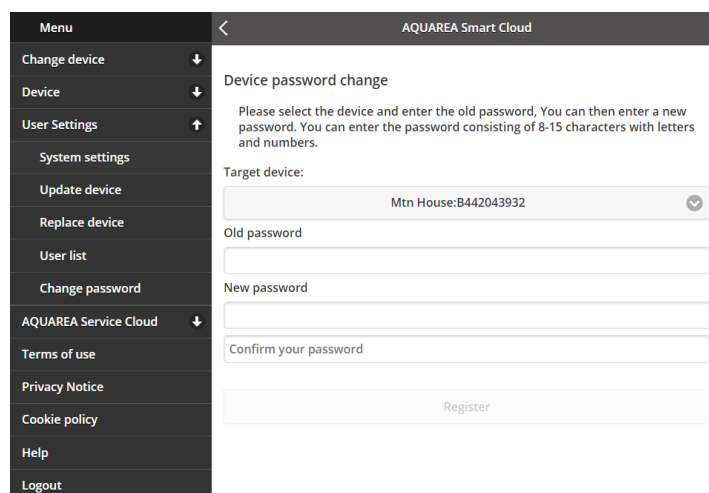 Menu
AQUAREA Smart Cloud
Change device
Device
User Settings
System settings
Update device
Replace device
User list
Change password
AQUAREA Service Cloud
Terms of use
Privacy Notice
Cookie policy
Help
Logout
Device password change
Please select the device and enter the old password, You can then enter a new
password. You can enter the password consisting of 8-15 characters with letters
and numbers.
Target device:
Mtn House:B442043932
Old password
New password
Confirm your password
Register